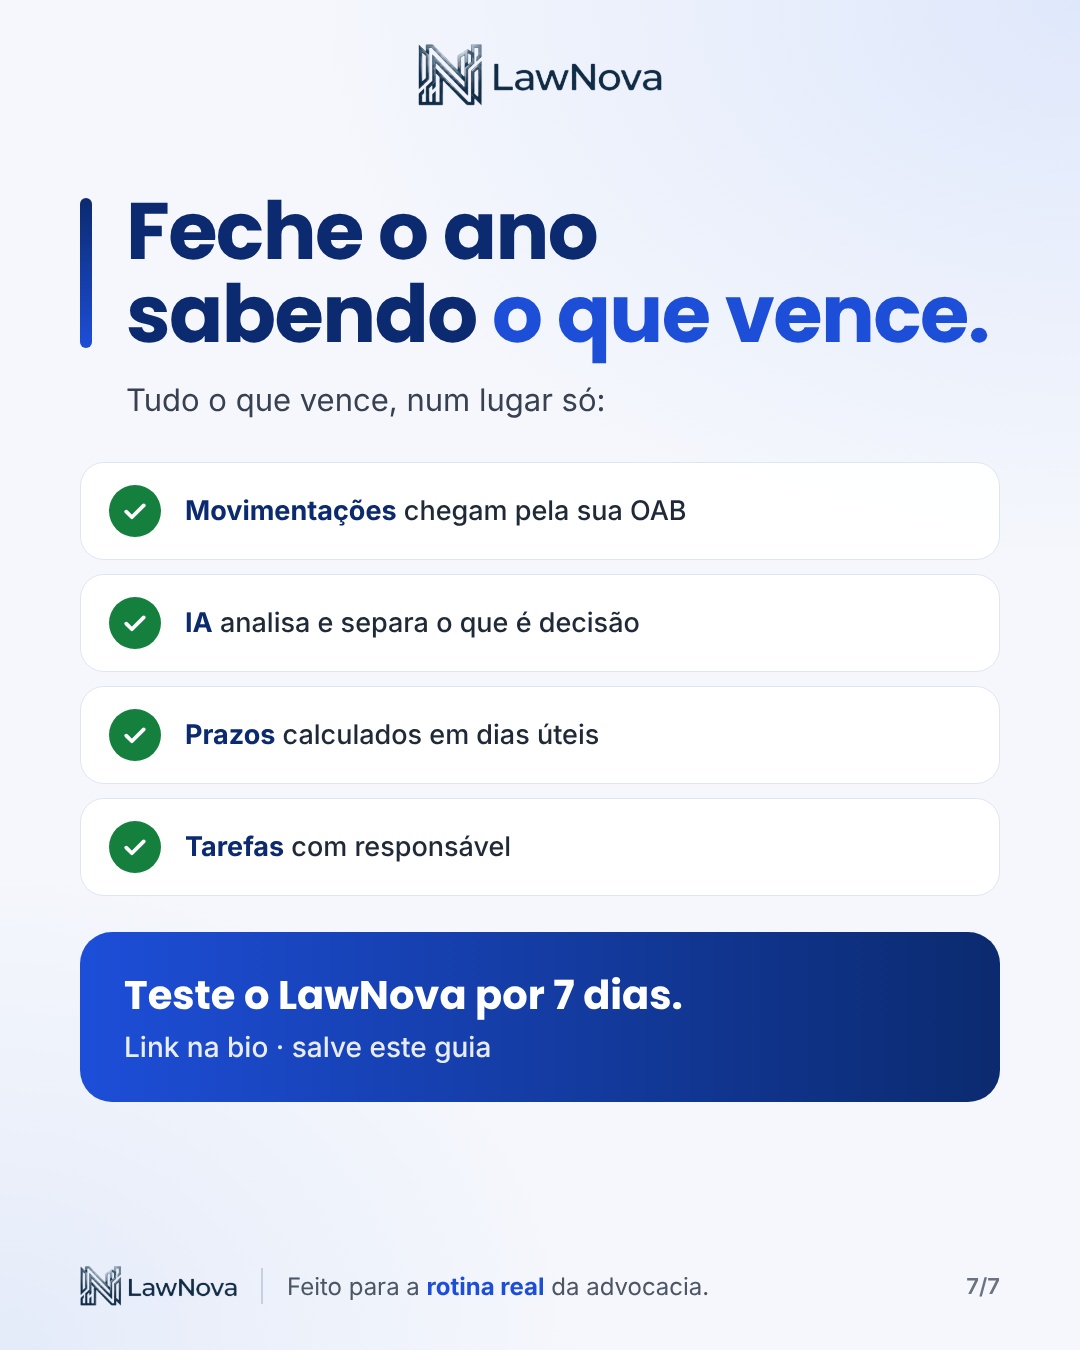 LawNova
Feche o ano
sabendo o que vence.
Tudo o que vence, num lugar só:
Movimentações chegam pela sua OAB
IA analisa e separa o que é decisão
Prazos calculados em dias úteis
Tarefas com responsável
Teste o LawNova por 7 dias.
Link na bio · salve este guia
LawNova
Feito para a rotina real da advocacia.
7/7